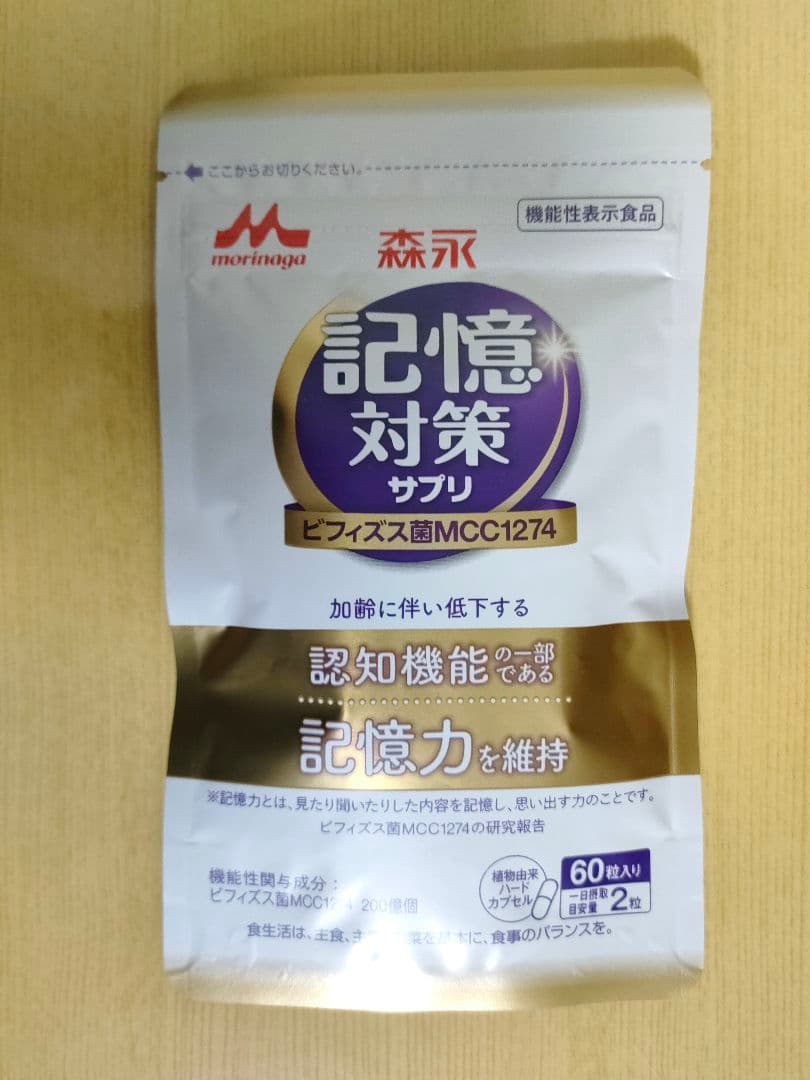 ここからお切りください。
機能性表示食品
morinaga
森永
記憶
対策
サプリ
ビフィズス菌MCC1274
加齢に伴い低下する
認知機能の一部である
記憶力を維持
※記憶力とは、見たり聞いたりした内容を記憶し、思い出す力のことです。
ビフィズス菌MCC1274の研究報告
機能性関与成分：
ビフィズス菌MCC12 4 200億個
植物由来
ハード
カプセル
60粒入り
一日摂取
目安量 2粒
食生活は、主食、主 菜を基本に、食事のバランスを。